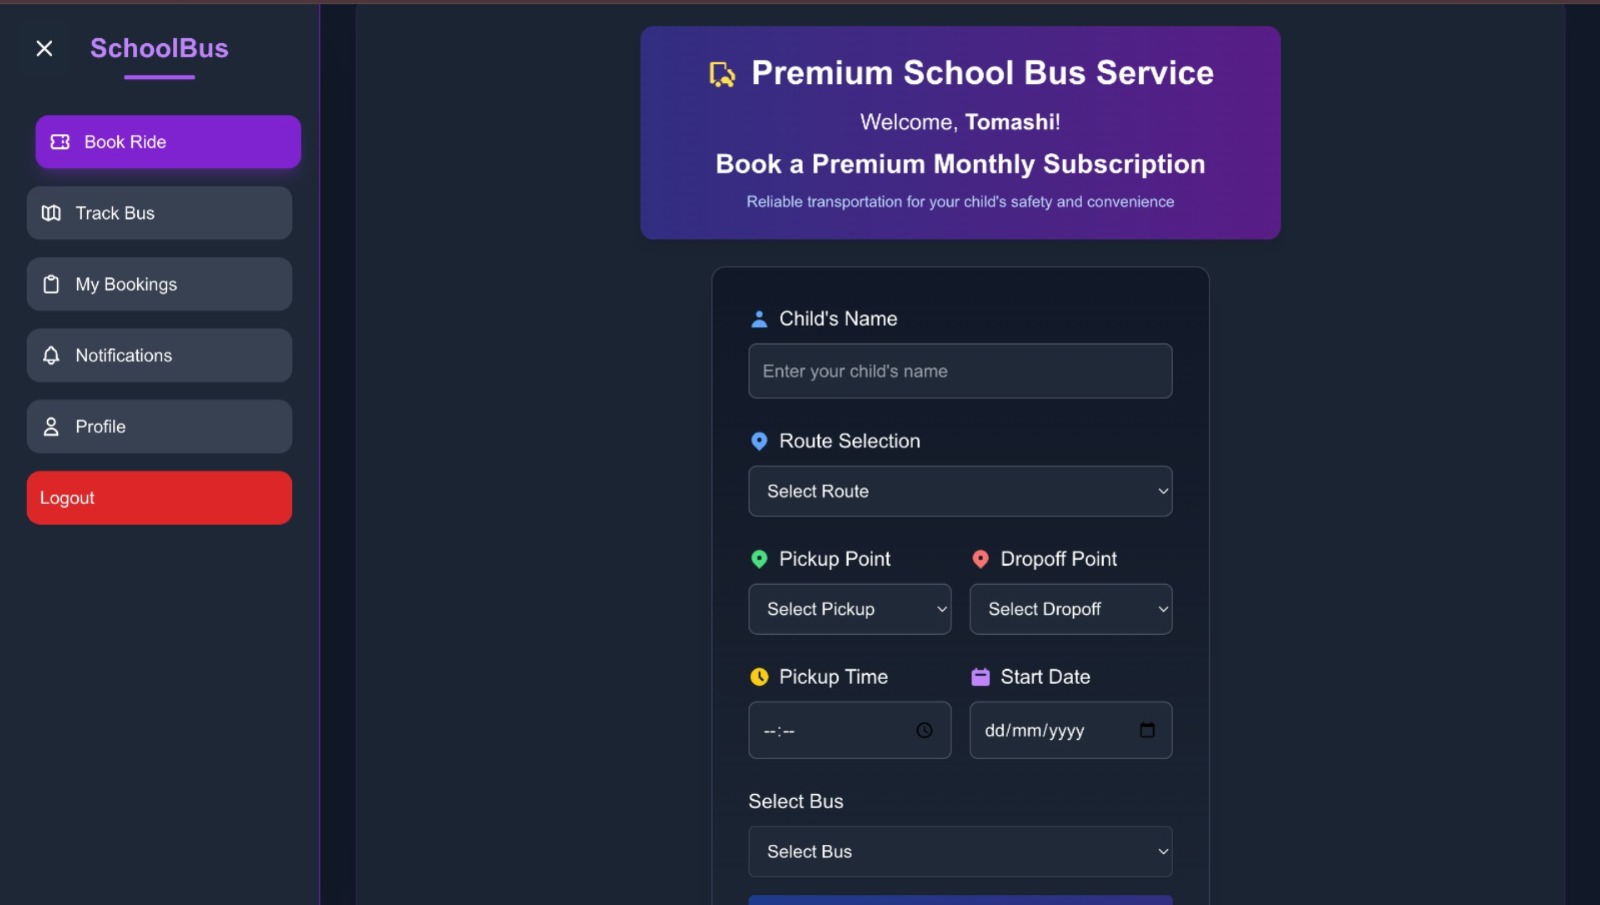 SchoolBus
Book Ride
Track Bus
My Bookings
Notifications
Profile
Logout
Premium School Bus Service
Welcome, Tomashi!
Book a Premium Monthly Subscription
Reliable transportation for your child's safety and convenience
Child's Name
Enter your child's name
Route Selection
Select Route
Pickup Point
Dropoff Point
Select Pickup
Select Dropoff
Pickup Time
Start Date
--:--
dd/mm/yyyy
Select Bus
Select Bus